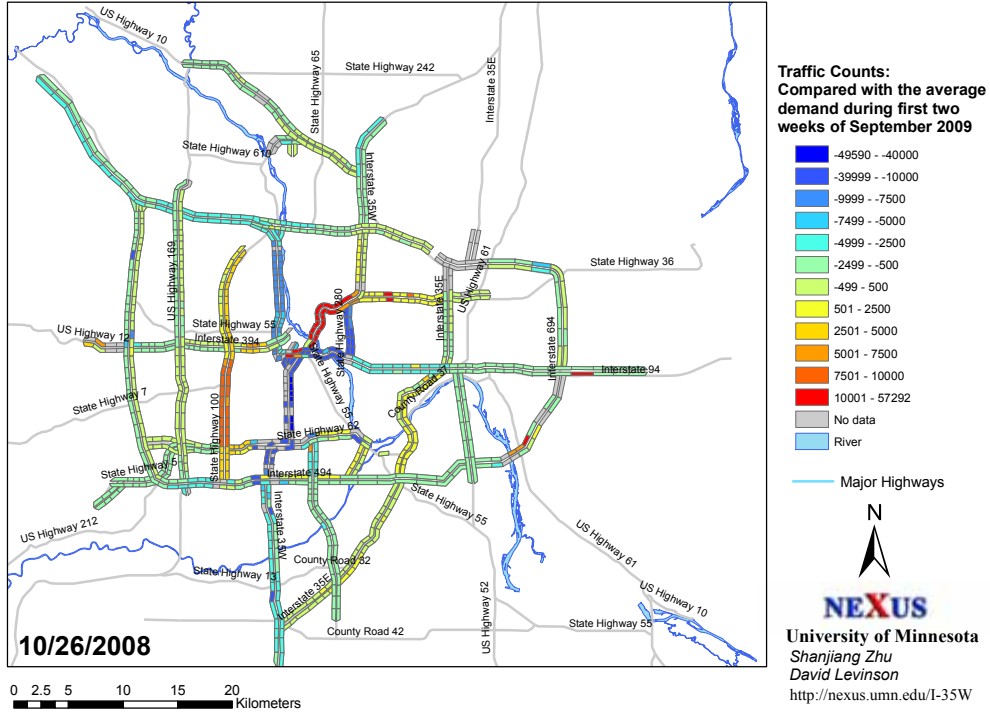 US Highway 10
State Highway 65
State Highway 242
Interstate 35E
State Highway 610
Interstate 35W
US Highway 169
US Highway 61
State Highway 36
Interstate 35E
State Highway 280
State Highway 55
US Highway 12
Interstate 394
Interstate 694
State Highway 55
Interstate 94
County Road 37
State Highway 7
State Highway 100
State Highway 62
State Highway 5
Interstate 494
State Highway 55
US Highway 212
Interstate 35W
County Road 32
State Highway 13
Interstate 35E
US Highway 61
US Highway 52
US Highway 10
State Highway 55
County Road 42
10/26/2008
0 2.5 5 10 15 20
Kilometers
Traffic Counts:
Compared with the average
demand during first two
weeks of September 2009
-49590 - -40000
-39999 - -10000
-9999 - -7500
-7499 - -5000
-4999 - -2500
-2499 - -500
-499 - 500
501 - 2500
2501 - 5000
5001 - 7500
7501 - 10000
10001 - 57292
No data
River
Major Highways
N
NEXUS
University of Minnesota
Shanjiang Zhu
David Levinson
http://nexus.umn.edu/I-35W